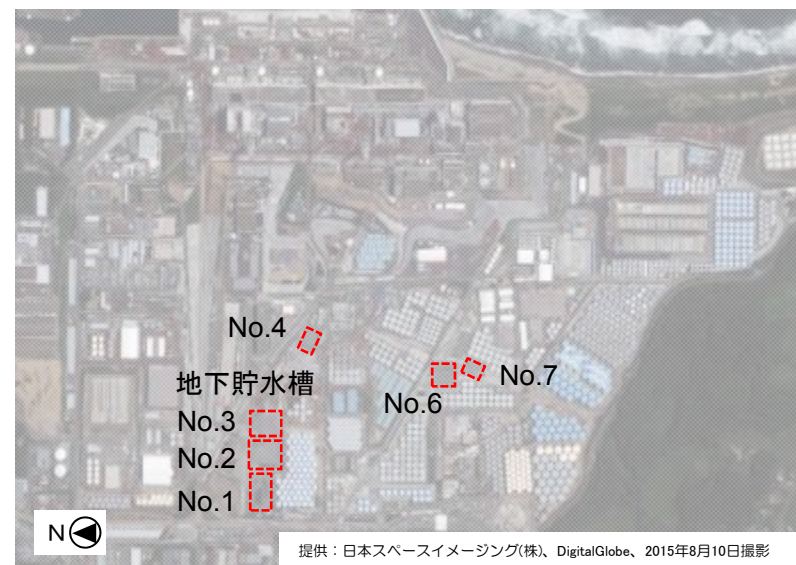 No.4
地下貯水槽
No.7
No.6
No.3
No.2
No.1
N
提供：日本スペースイメージング(株)、DigitalGlobe、2015年8月10日撮影